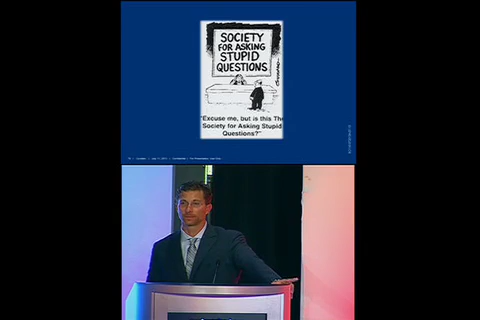 SOCIETY
FOR ASKING
STUPID
QUESTIONS
"Excuse me, but is this The
Society for Asking Stupid
Questions?"